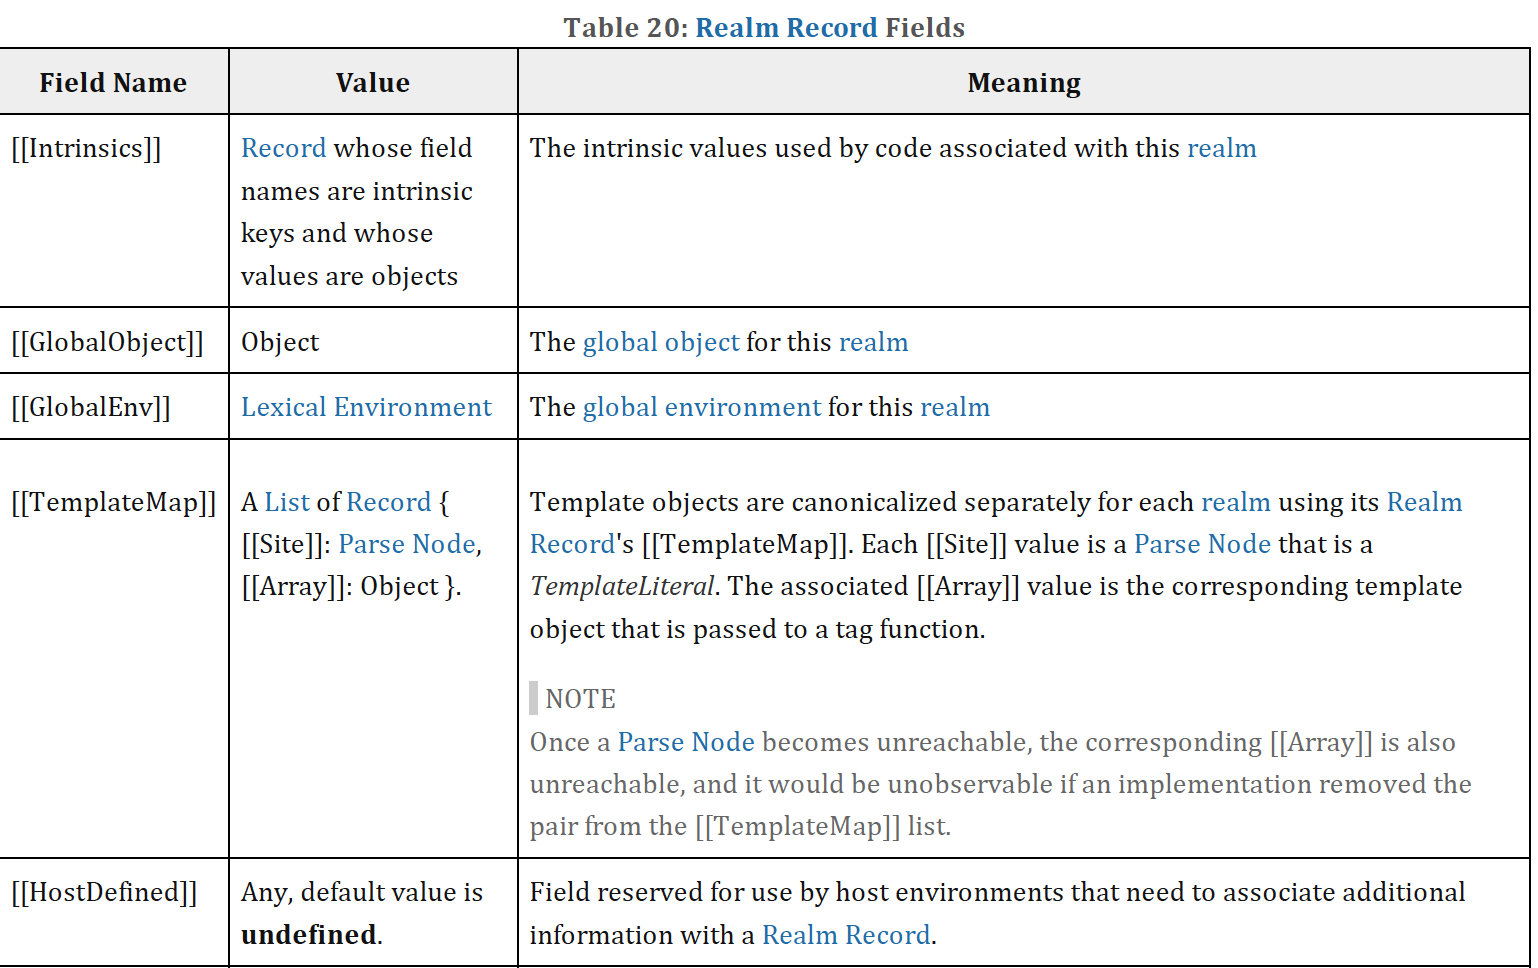 Table 20: Realm Record Fields
Field Name
Value
Meaning
[[Intrinsics]]
Record whose field
names are intrinsic
keys and whose
values are objects
The intrinsic values used by code associated with this realm
[[GlobalObject]]
Object
The global object for this realm
[[GlobalEnv]]
Lexical Environment
The global environment for this realm
[[TemplateMap]]
A List of Record {
[[Site]]: Parse Node,
[[Array]]: Object }.
Template objects are canonicalized separately for each realm using its Realm
Record's [[TemplateMap]]. Each [[Site]] value is a Parse Node that is a
TemplateLiteral. The associated [[Array]] value is the corresponding template
object that is passed to a tag function.
NOTE
Once a Parse Node becomes unreachable, the corresponding [[Array]] is also
unreachable, and it would be unobservable if an implementation removed the
pair from the [[TemplateMap]] list.
[[HostDefined]]
Any, default value is
undefined.
Field reserved for use by host environments that need to associate additional
information with a Realm Record.